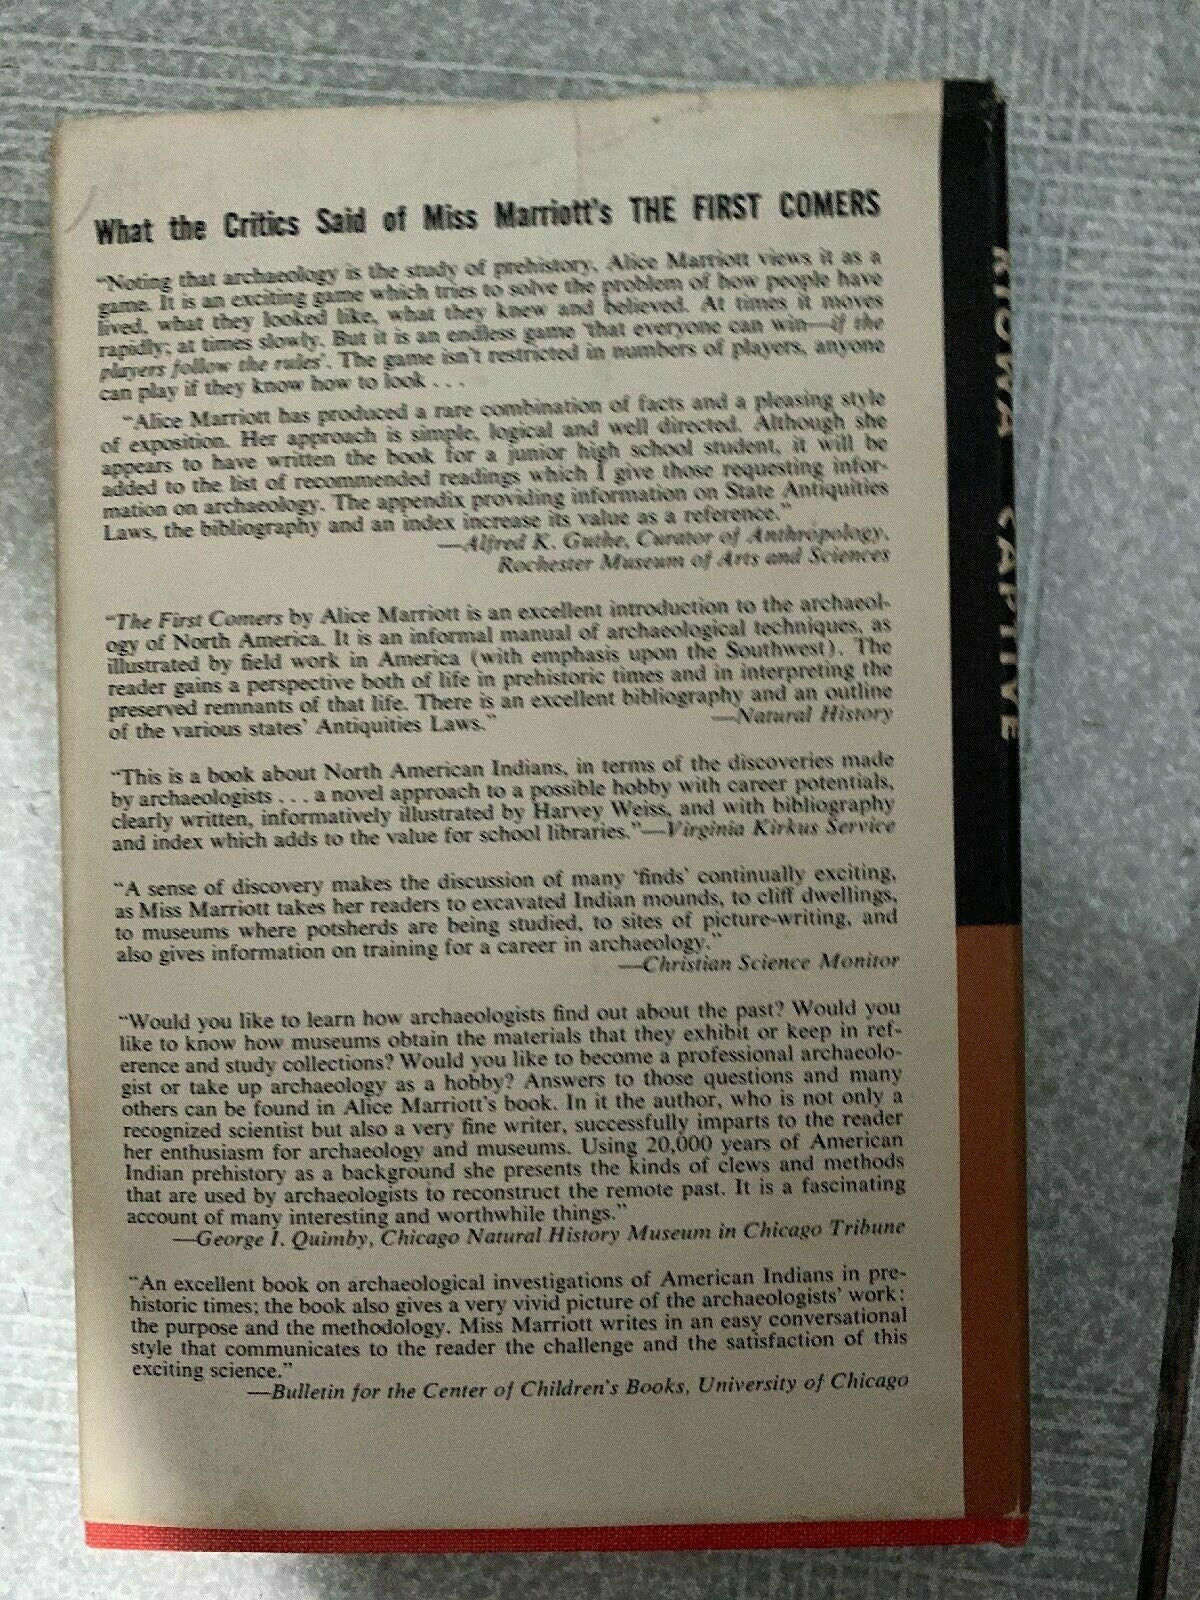 What the Critics Said of Miss Marriott's THE FIRST COMERS
"Noting that archaeology is the study of prehistory, Alice Marriott views it as a
game. It is an exciting game which tries to solve the problem of how people have
lived, what they looked like, what they knew and believed. At times it moves
rapidly; at times slowly. But it is an endless game 'that everyone can win—if the
players follow the rules'. The game isn't restricted in numbers of players, anyone
can play if they know how to look . . .
"Alice Marriott has produced a rare combination of facts and a pleasing style
of exposition. Her approach is simple, logical and well directed. Although she
appears to have written the book for a junior high school student, it will be
added to the list of recommended readings which I give those requesting infor-
mation on archaeology. The appendix providing information on State Antiquities
Laws, the bibliography and an index increase its value as a reference."
—Alfred K. Guthe, Curator of Anthropology,
Rochester Museum of Arts and Sciences
"The First Comers by Alice Marriott is an excellent introduction to the archaeol-
ogy of North America. It is an informal manual of archaeological techniques, as
illustrated by field work in America (with emphasis upon the Southwest). The
reader gains a perspective both of life in prehistoric times and in interpreting the
preserved remnants of that life. There is an excellent bibliography and an outline
of the various states' Antiquities Laws."—Natural History
"This is a book about North American Indians, in terms of the discoveries made
by archaeologists . . . a novel approach to a possible hobby with career potentials,
clearly written, informatively illustrated by Harvey Weiss, and with bibliography
and index which adds to the value for school libraries."—Virginia Kirkus Service
"A sense of discovery makes the discussion of many 'finds' continually exciting,
as Miss Marriott takes her readers to excavated Indian mounds, to cliff dwellings,
to museums where potsherds are being studied, to sites of picture-writing, and
also gives information on training for a career in archaeology."
—Christian Science Monitor
"Would you like to learn how archaeologists find out about the past? Would you
like to know how museums obtain the materials that they exhibit or keep in ref-
erence and study collections? Would you like to become a professional archaeolo-
gist or take up archaeology as a hobby? Answers to those questions and many
others can be found in Alice Marriott's book. In it the author, who is not only a
recognized scientist but also a very fine writer, successfully imparts to the reader
her enthusiasm for archaeology and museums. Using 20,000 years of American
Indian prehistory as a background she presents the kinds of clews and methods
that are used by archaeologists to reconstruct the remote past. It is a fascinating
account of many interesting and worthwhile things."
—George I. Quimby, Chicago Natural History Museum in Chicago Tribune
"An excellent book on archaeological investigations of American Indians in pre-
historic times; the book also gives a very vivid picture of the archaeologists' work:
the purpose and the methodology. Miss Marriott writes in an easy conversational
style that communicates to the reader the challenge and the satisfaction of this
exciting science."
—Bulletin for the Center of Children's Books, University of Chicago
KIOWA CAPTIVE